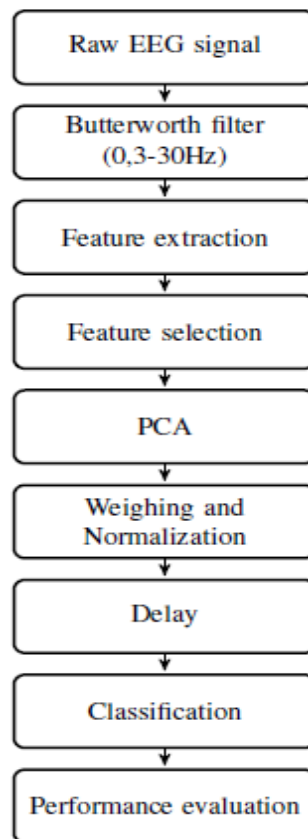 Raw EEG signal
Butterworth filter
(0,3-30Hz)
Feature extraction
Feature selection
PCA
Weighing and
Normalization
Delay
Classification
Performance evaluation